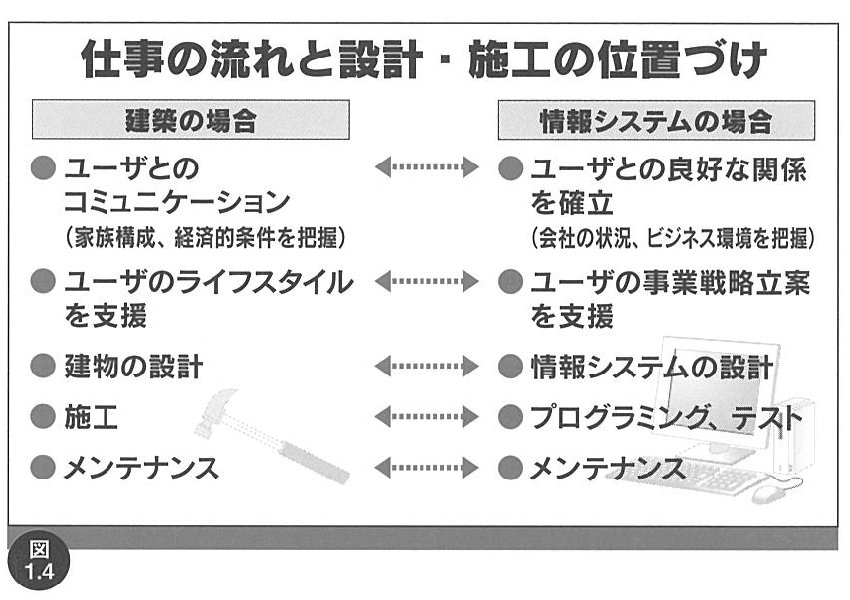 仕事の流れと設計・施工の位置づけ
建築の場合
● ユーザとの
コミュニケーション
（家族構成、経済的条件を把握）
● ユーザのライフスタイル
を支援
● 建物の設計
● 施工
● メンテナンス
情報システムの場合
● ユーザとの良好な関係
を確立
（会社の状況、ビジネス環境を把握）
● ユーザの事業戦略立案
を支援
● 情報システムの設計
● プログラミング、テスト
● メンテナンス
図
1.4